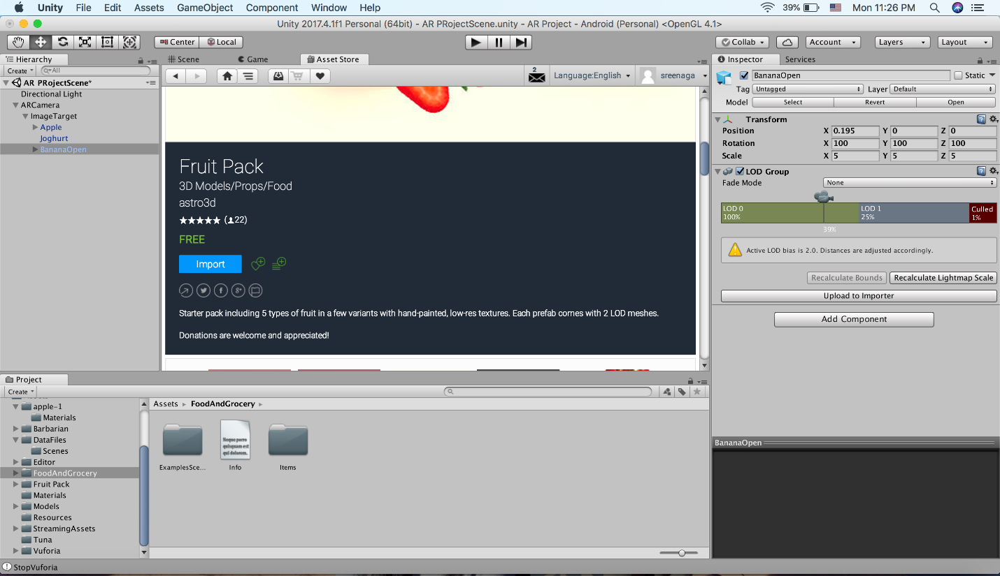 Unity File Edit Assets GameObject Component Window Help 39% Mon 11:26 PM
Unity 2017.4.1f1 Personal (64bit) - AR PRojectScene.unity - AR Project - Android (Personal) <OpenGL 4.1>
Center Local Collab Account Layers Layout
Hierarchy
Create All
AR PRojectScene*
Directional Light
ARCamera
ImageTarget
Apple
Joghurt
BananaOpen
Scene Game Asset Store
2 Language:English sreenaga
Fruit Pack
3D Models/Props/Food
astro3d
★★★★★ (22)
FREE
Import
Starter pack including 5 types of fruit in a few variants with hand-painted, low-res textures. Each prefab comes with 2 LOD meshes.
Donations are welcome and appreciated!
Inspector Services
BananaOpen Static
Tag Untagged Layer Default
Model Select Revert Open
Transform
Position X 0.195 Y 0 Z 0
Rotation X 100 Y 100 Z 100
Scale X 5 Y 5 Z 5
LOD Group
Fade Mode None
LOD 0 LOD 1 Culled
100% 25% 1%
39%
Active LOD bias is 2.0. Distances are adjusted accordingly.
Recalculate Bounds Recalculate Lightmap Scale
Upload to Importer
Add Component
BananaOpen
Project
Create
apple-1
Materials
Barbarian
DataFiles
Scenes
Editor
FoodAndGrocery
Fruit Pack
Materials
Models
Resources
StreamingAssets
Tuna
Vuforia
Assets FoodAndGrocery
Neque porro
quisquam est
qui dolorem.
ExamplesSce... Info Items
StopVuforia